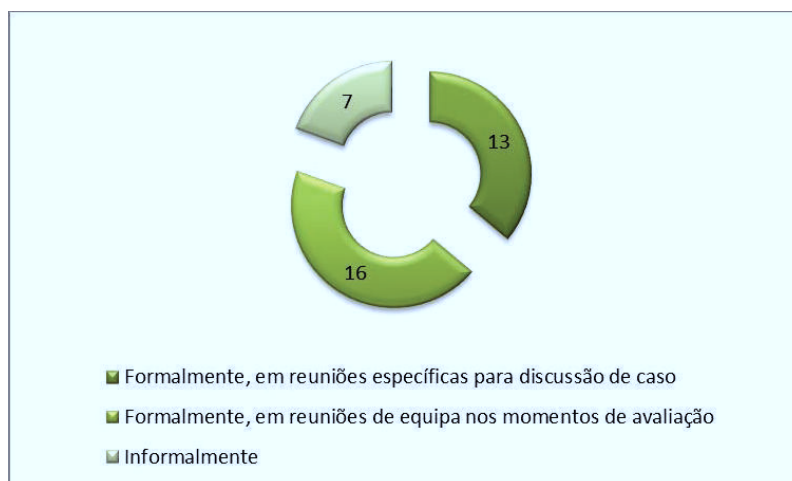 7
13
16
Formalmente, em reuniões específicas para discussão de caso
Formalmente, em reuniões de equipa nos momentos de avaliação
Informalmente